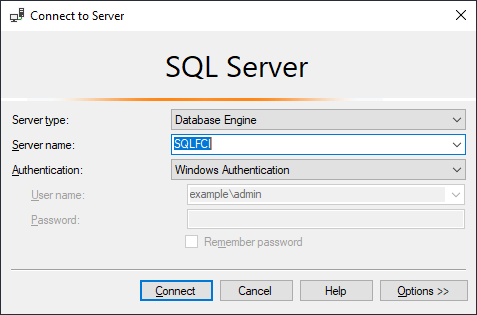 Connect to Server
SQL Server
Server type: Database Engine
Server name: SQLFCI
Authentication: Windows Authentication
User name: example\admin
Password:
Remember password
Connect Cancel Help Options >>